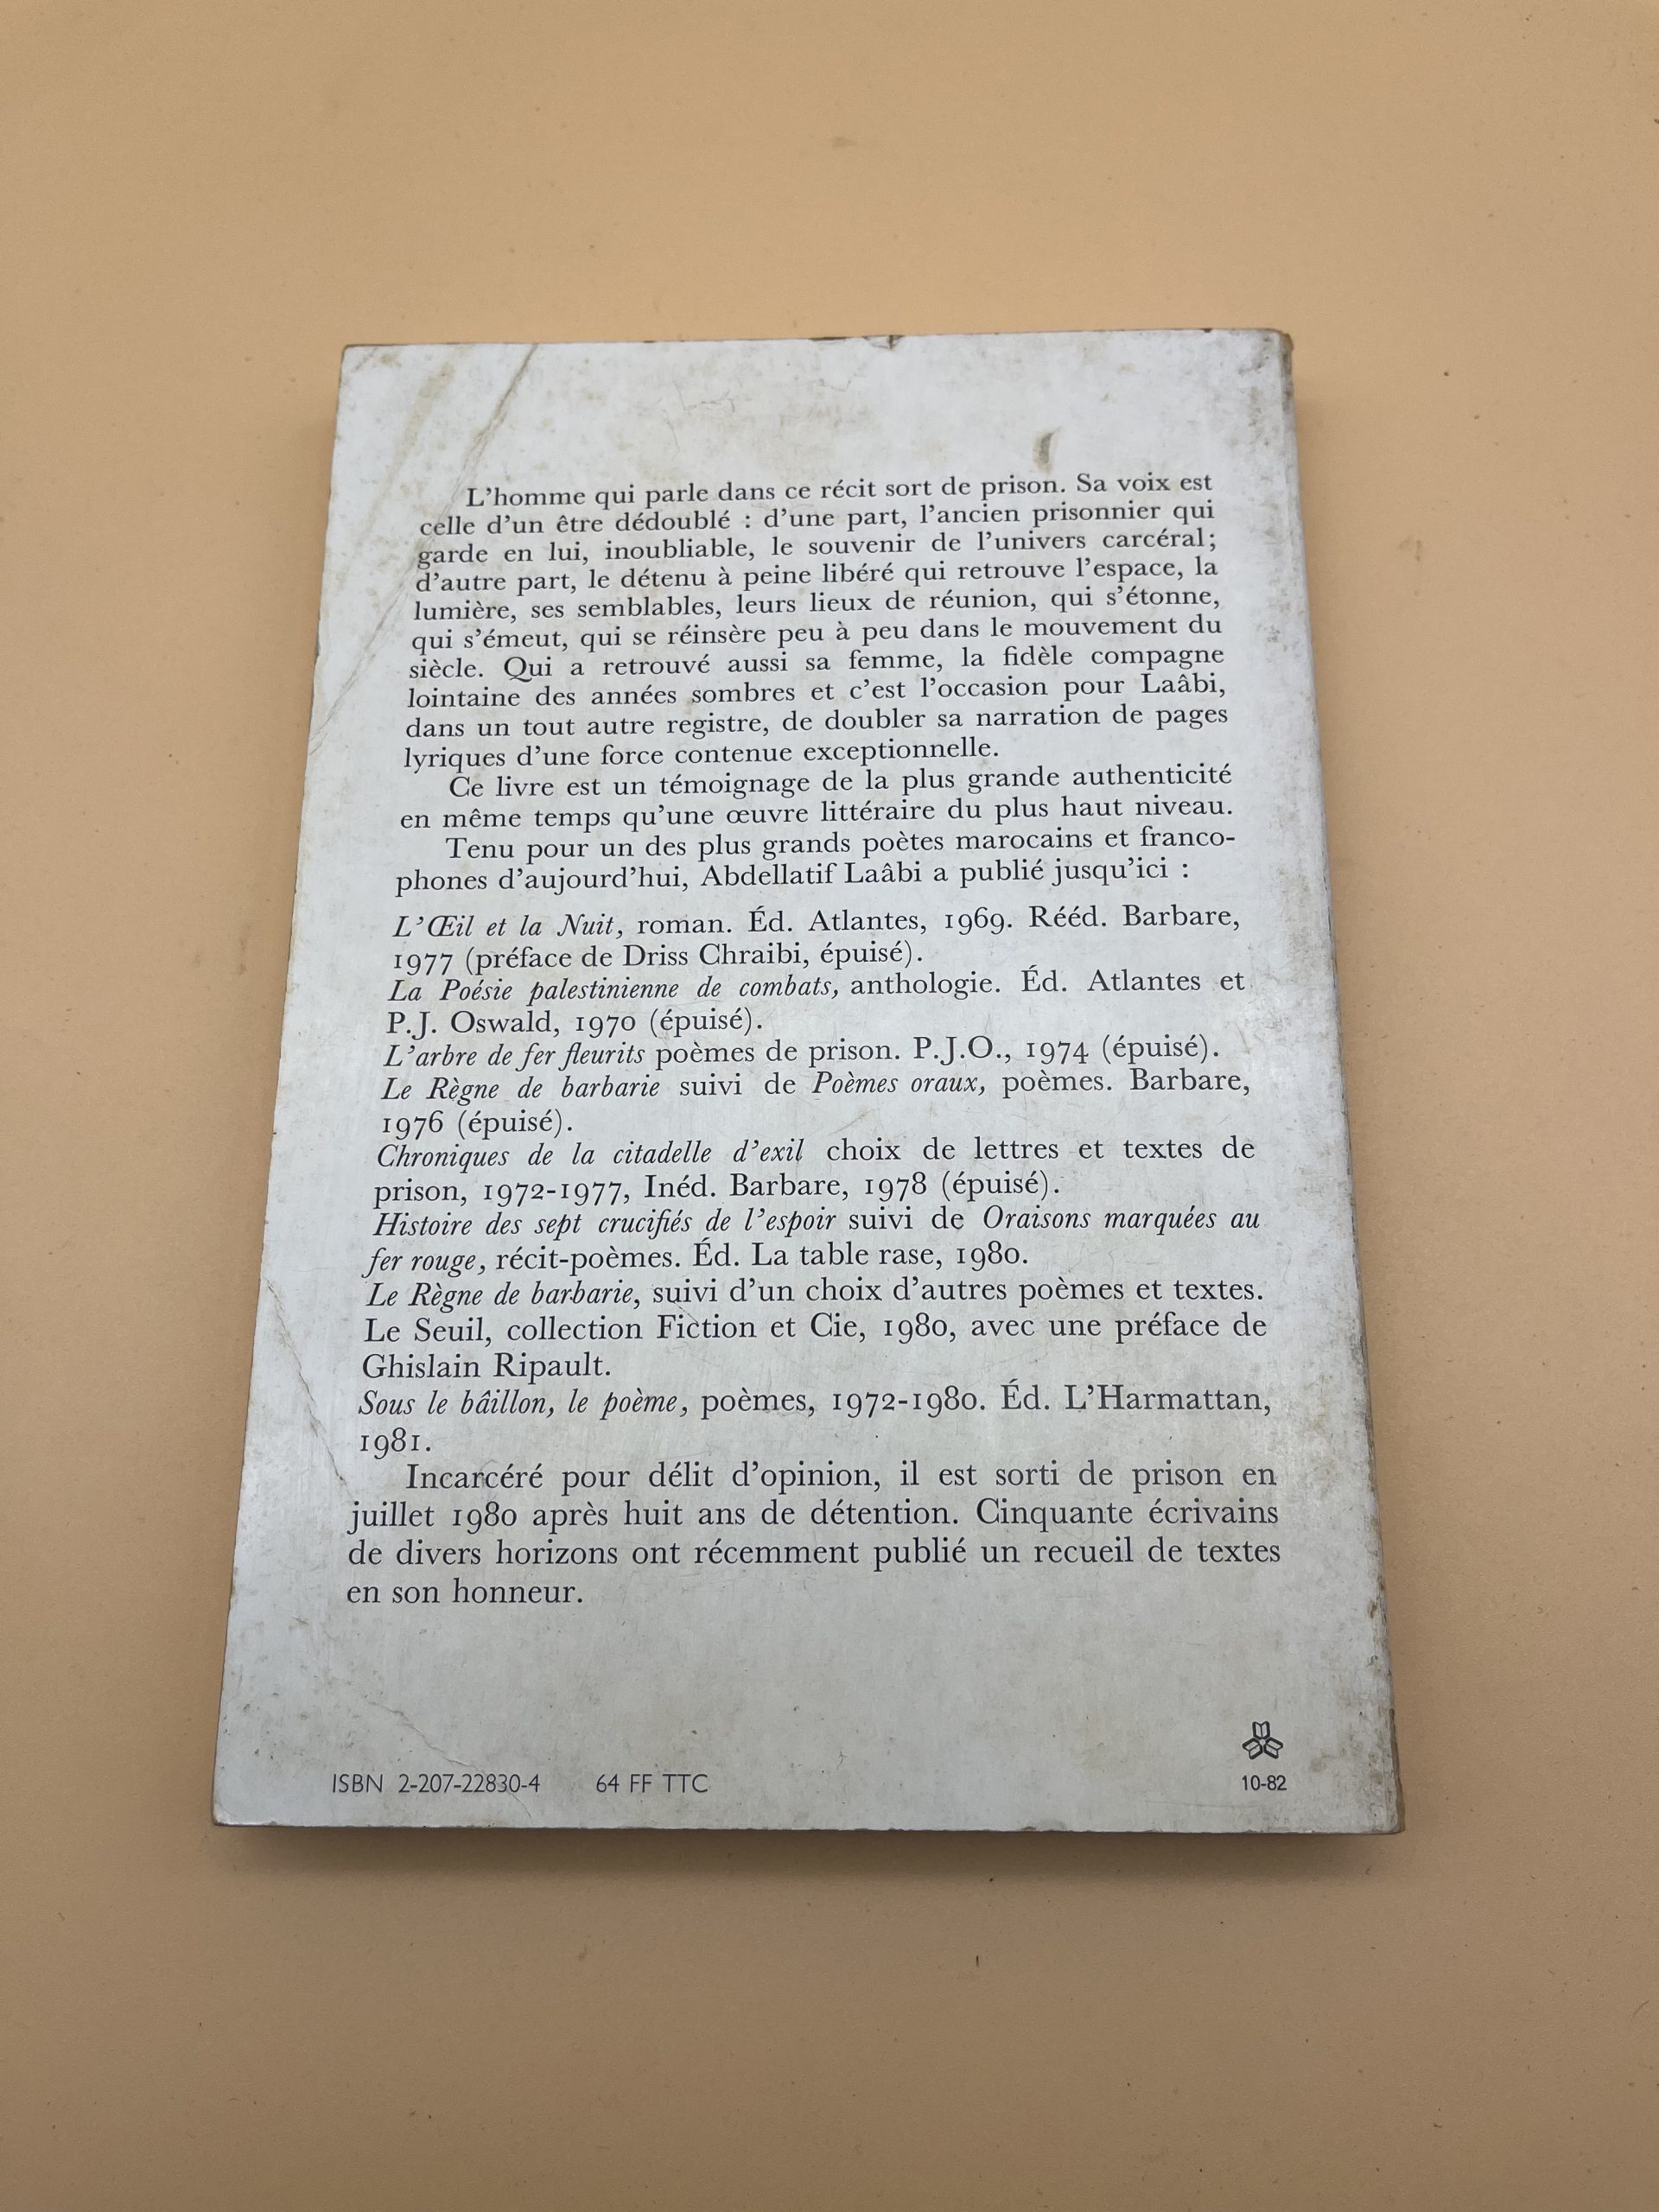 L'homme qui parle dans ce récit sort de prison. Sa voix est
celle d'un être dédoublé : d'une part, l'ancien prisonnier qui
garde en lui, inoubliable, le souvenir de l'univers carcéral;
d'autre part, le détenu à peine libéré qui retrouve l'espace, la
lumière, ses semblables, leurs lieux de réunion, qui s'étonne,
qui s'émeut, qui se réinsère peu à peu dans le mouvement du
siècle. Qui a retrouvé aussi sa femme, la fidèle compagne
lointaine des années sombres et c'est l'occasion pour Laâbi,
dans un tout autre registre, de doubler sa narration de pages
lyriques d'une force contenue exceptionnelle.
Ce livre est un témoignage de la plus grande authenticité
en même temps qu'une œuvre littéraire du plus haut niveau.
Tenu pour un des plus grands poètes marocains et franco-
phones d'aujourd'hui, Abdellatif Laâbi a publié jusqu'ici :
L'Œil et la Nuit, roman. Éd. Atlantes, 1969. Rééd. Barbare,
1977 (préface de Driss Chraibi, épuisé).
La Poésie palestinienne de combats, anthologie. Éd. Atlantes et
P.J. Oswald, 1970 (épuisé).
L'arbre de fer fleurits poèmes de prison. P.J.O., 1974 (épuisé).
Le Règne de barbarie suivi de Poèmes oraux, poèmes. Barbare,
1976 (épuisé).
Chroniques de la citadelle d'exil choix de lettres et textes de
prison, 1972-1977, Inéd. Barbare, 1978 (épuisé).
Histoire des sept crucifiés de l'espoir suivi de Oraisons marquées au
fer rouge, récit-poèmes. Éd. La table rase, 1980.
Le Règne de barbarie, suivi d'un choix d'autres poèmes et textes.
Le Seuil, collection Fiction et Cie, 1980, avec une préface de
Ghislain Ripault.
Sous le bâillon, le poème, poèmes, 1972-1980. Éd. L'Harmattan,
1981.
Incarcéré pour délit d'opinion, il est sorti de prison en
juillet 1980 après huit ans de détention. Cinquante écrivains
de divers horizons ont récemment publié un recueil de textes
en son honneur.
ISBN 2-207-22830-4 64 FF TTC
10-82